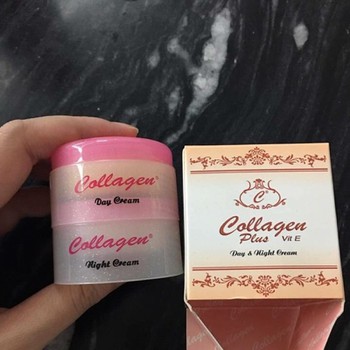 Collagen®
Day Cream
Collagen®
Night Cream
C
Collagen
Plus Vit E
Day & Night Cream